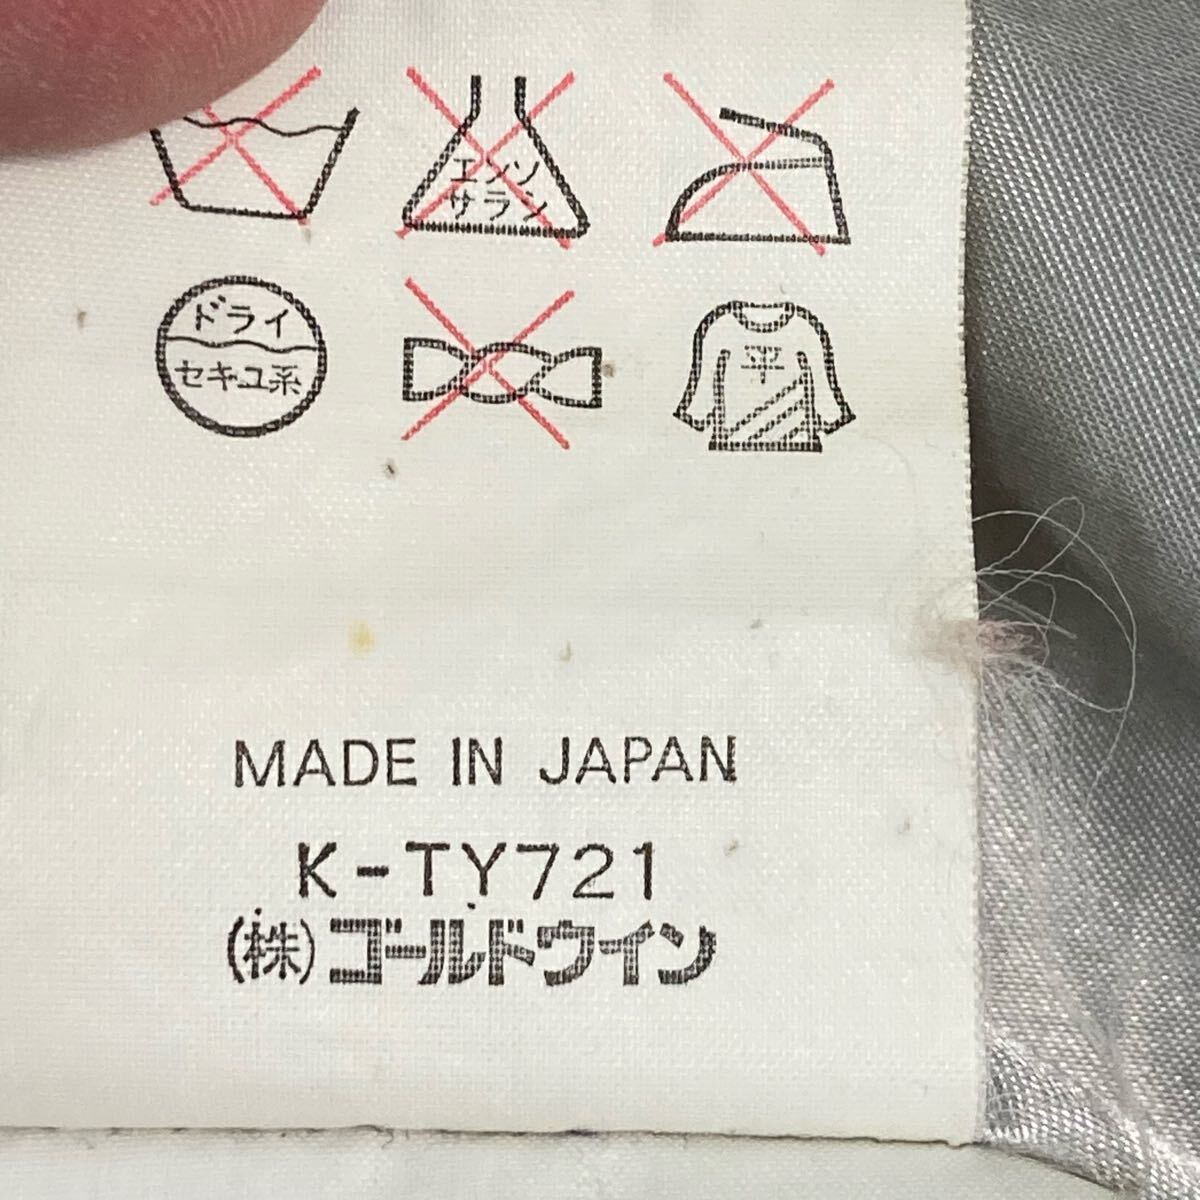 エンソ
サラシ
ドライ
セキユ系
平
MADE IN JAPAN
K-TY721
(株)ゴールドウイン